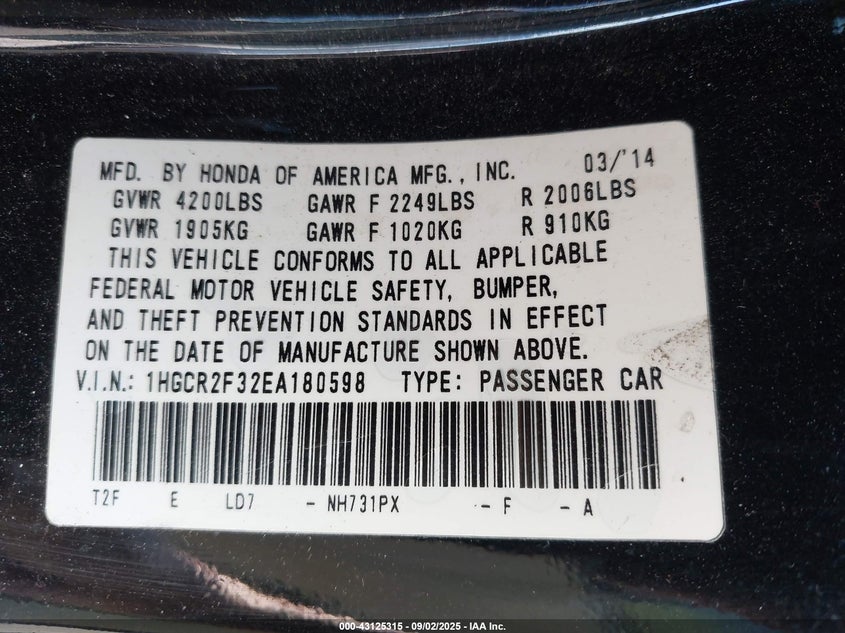 MFD. BY HONDA OF AMERICA MFG., INC. 03/'14
GVWR 4200LBS GAWR F 2249LBS R 2006LBS
GVWR 1905KG GAWR F 1020KG R 910KG
THIS VEHICLE CONFORMS TO ALL APPLICABLE
FEDERAL MOTOR VEHICLE SAFETY, BUMPER,
AND THEFT PREVENTION STANDARDS IN EFFECT
ON THE DATE OF MANUFACTURE SHOWN ABOVE.
V.I.N.: 1HGCR2F32EA180598 TYPE: PASSENGER CAR
T2F E LD7 - NH731PX - F - A
000-43125315 - 09/02/2025 - IAA Inc.